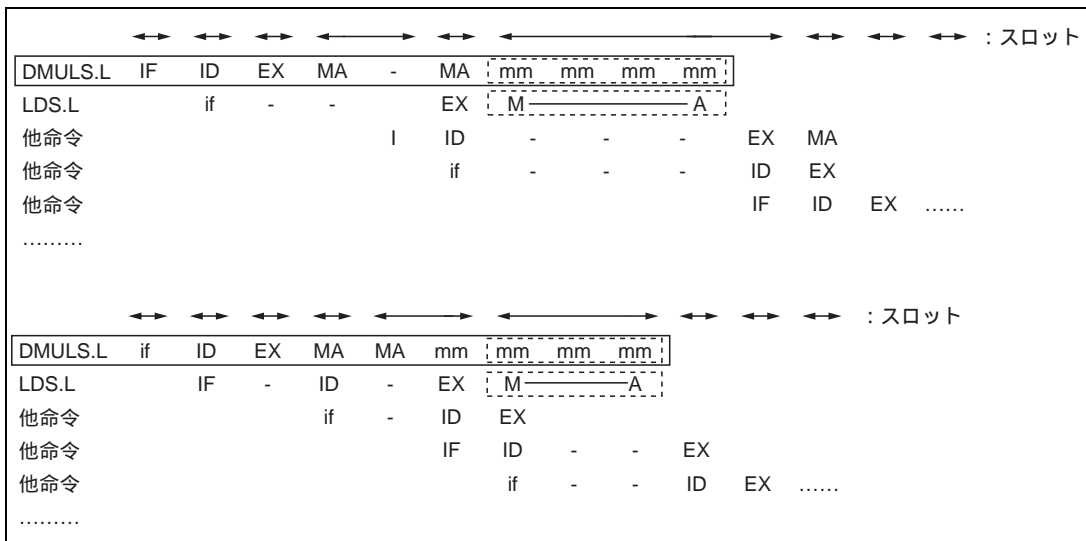 ：スロット
DMULS.L IF ID EX MA - MA mm mm mm mm
LDS.L if - - EX M A
他命令 I ID - - - EX MA
他命令 if - - - ID EX
他命令 IF ID EX ……
………
：スロット
DMULS.L if ID EX MA MA mm mm mm mm
LDS.L IF - ID - EX M A
他命令 if - ID EX
他命令 IF ID - - EX
他命令 if - - ID EX ……
………